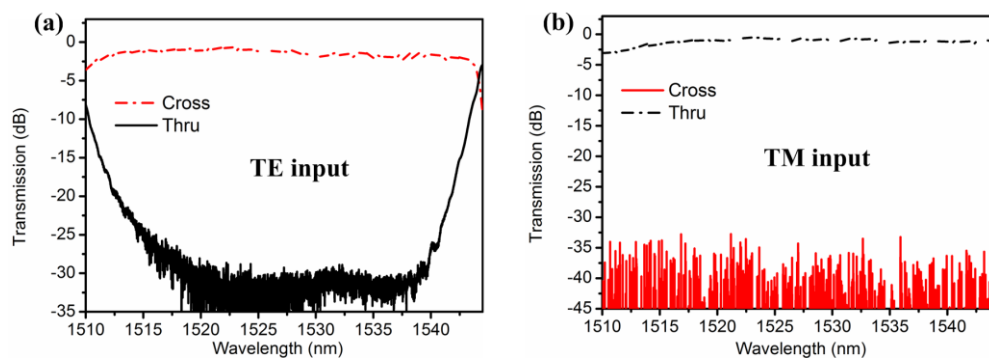 (a)
Transmission (dB)
0
-5
-10
-15
-20
-25
-30
-35
Cross
Thru
TE input
1510 1515 1520 1525 1530 1535 1540
Wavelength (nm)
(b)
Transmission (dB)
0
-5
-10
-15
-20
-25
-30
-35
-40
-45
Cross
Thru
TM input
1510 1515 1520 1525 1530 1535 1540
Wavelength (nm)